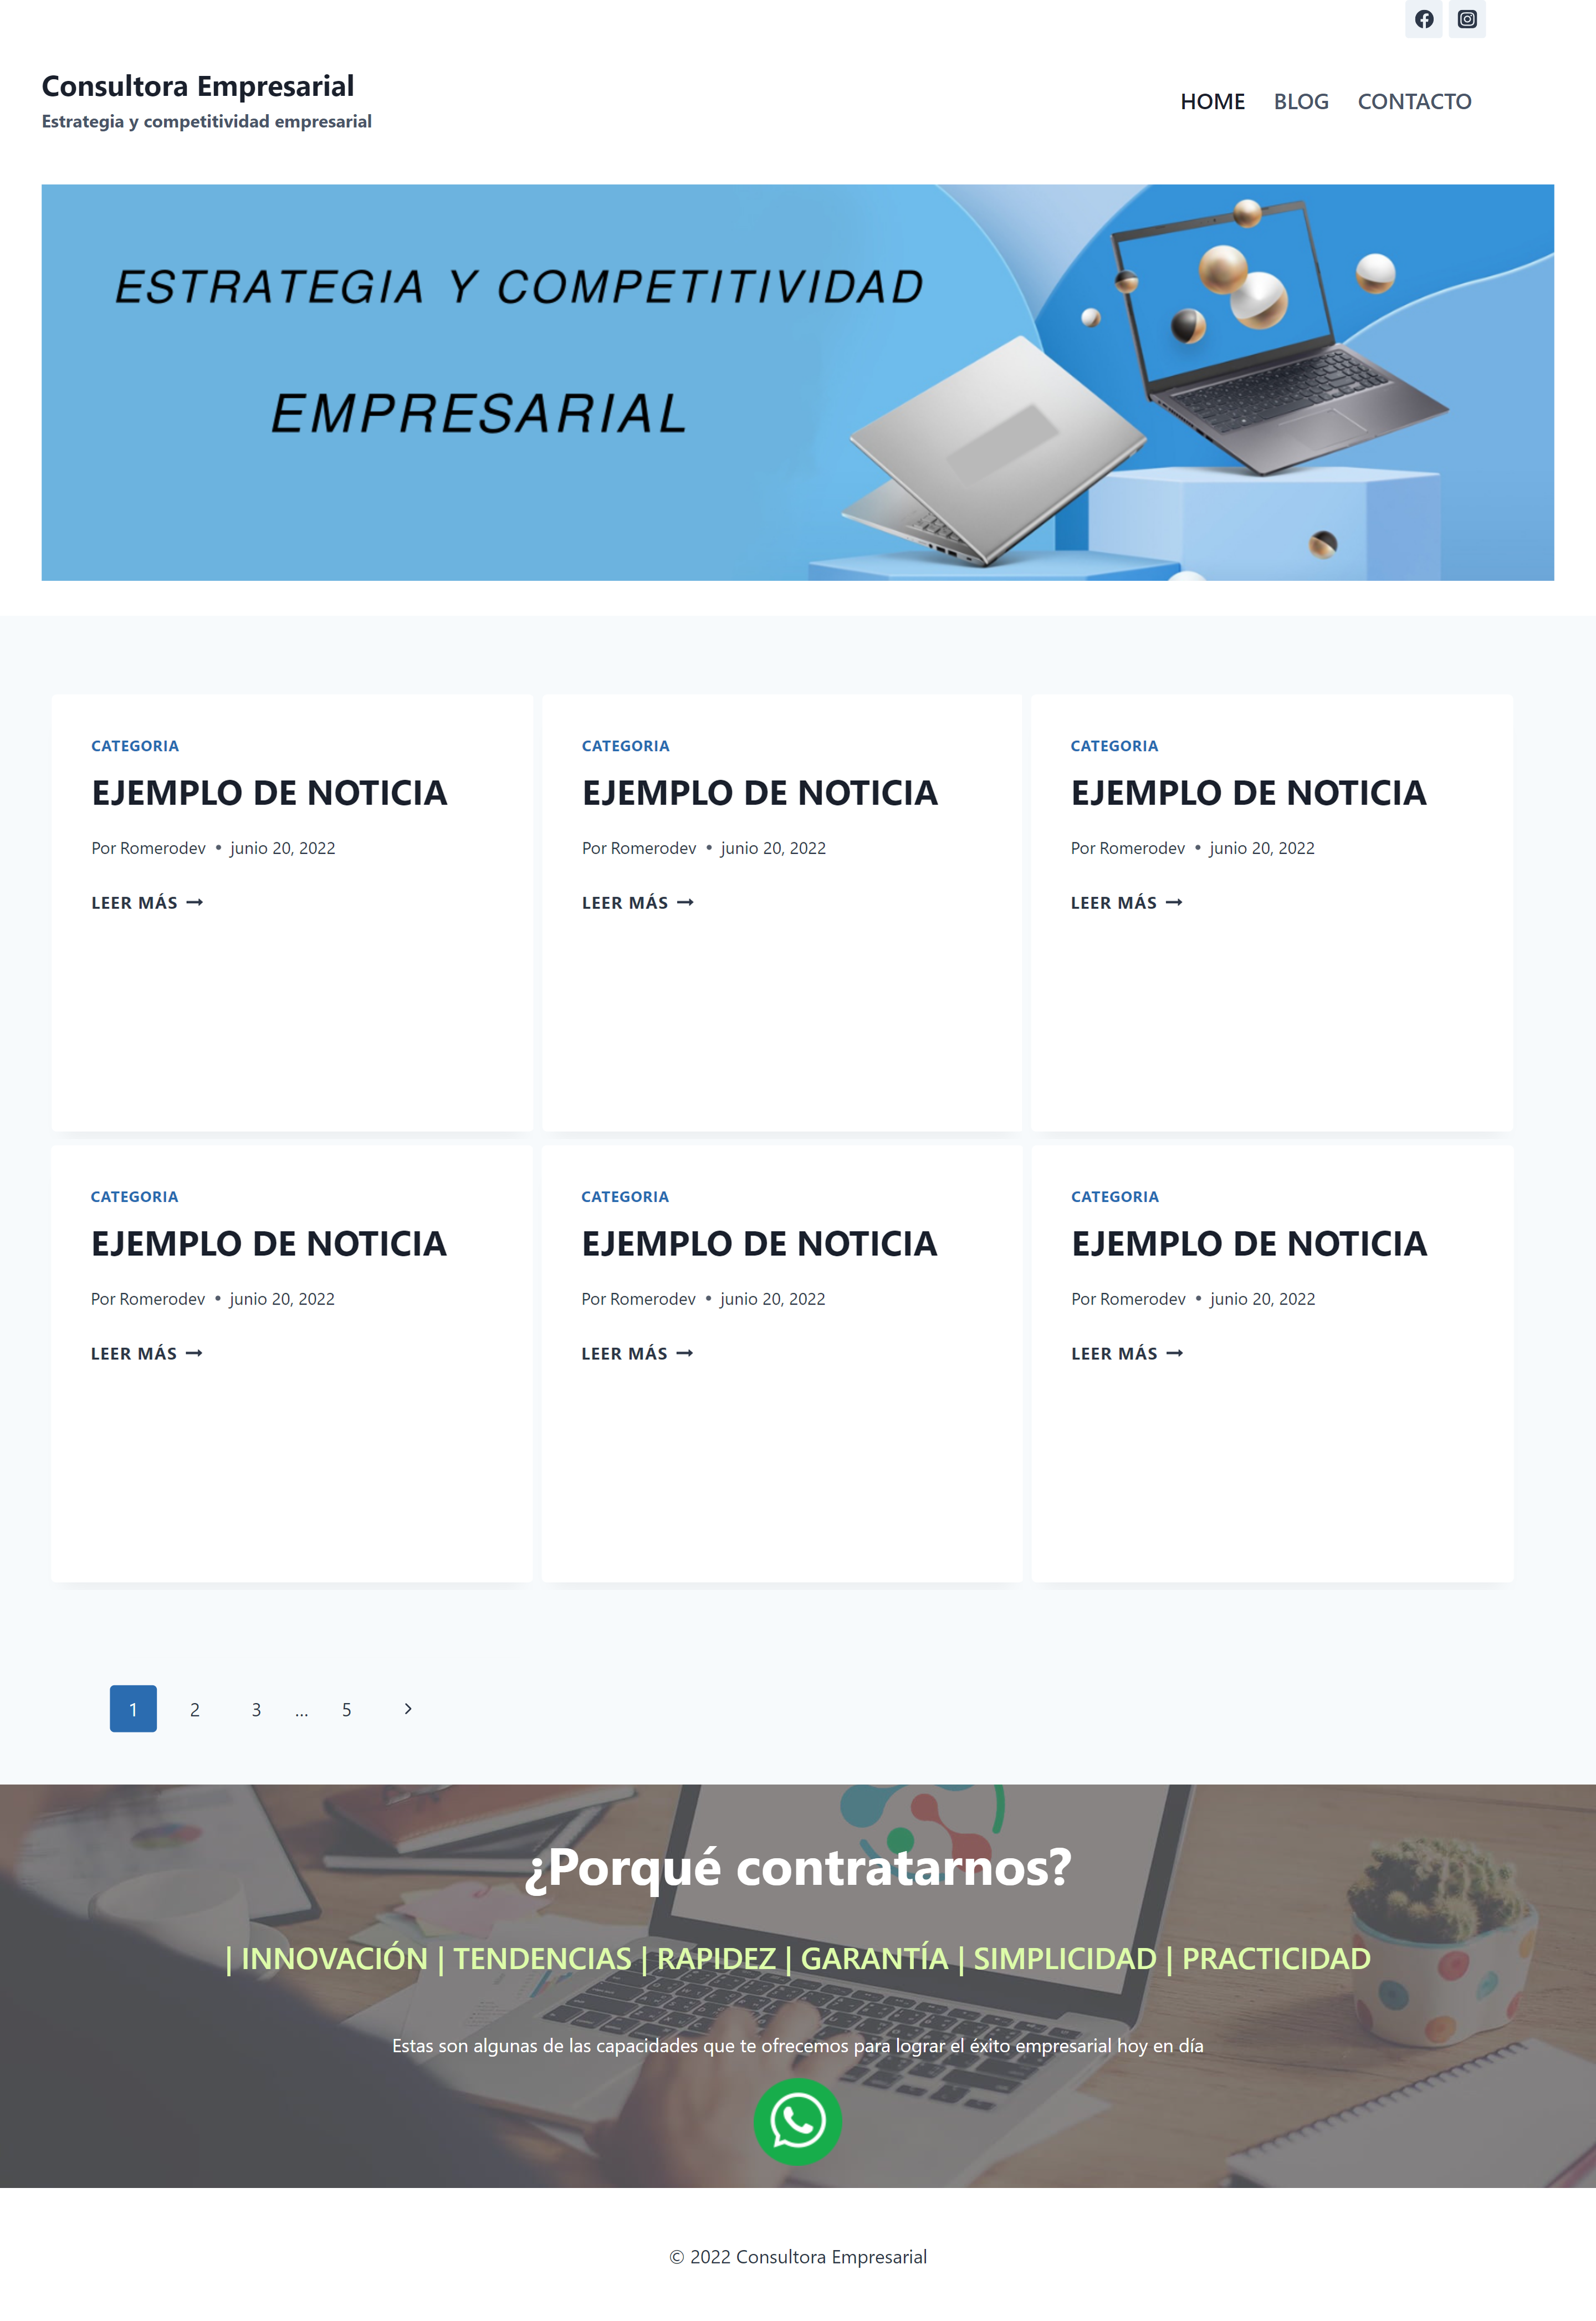 Consultora Empresarial
Estrategia y competitividad empresarial
HOME BLOG CONTACTO
ESTRATEGIA Y COMPETITIVIDAD
EMPRESARIAL
CATEGORIA
EJEMPLO DE NOTICIA
Por Romerodev • junio 20, 2022
LEER MÁS →
CATEGORIA
EJEMPLO DE NOTICIA
Por Romerodev • junio 20, 2022
LEER MÁS →
CATEGORIA
EJEMPLO DE NOTICIA
Por Romerodev • junio 20, 2022
LEER MÁS →
CATEGORIA
EJEMPLO DE NOTICIA
Por Romerodev • junio 20, 2022
LEER MÁS →
CATEGORIA
EJEMPLO DE NOTICIA
Por Romerodev • junio 20, 2022
LEER MÁS →
CATEGORIA
EJEMPLO DE NOTICIA
Por Romerodev • junio 20, 2022
LEER MÁS →
1 2 3 … 5 >
¿Porqué contratarnos?
| INNOVACIÓN | TENDENCIAS | RAPIDEZ | GARANTÍA | SIMPLICIDAD | PRACTICIDAD
Estas son algunas de las capacidades que te ofrecemos para lograr el éxito empresarial hoy en día
© 2022 Consultora Empresarial